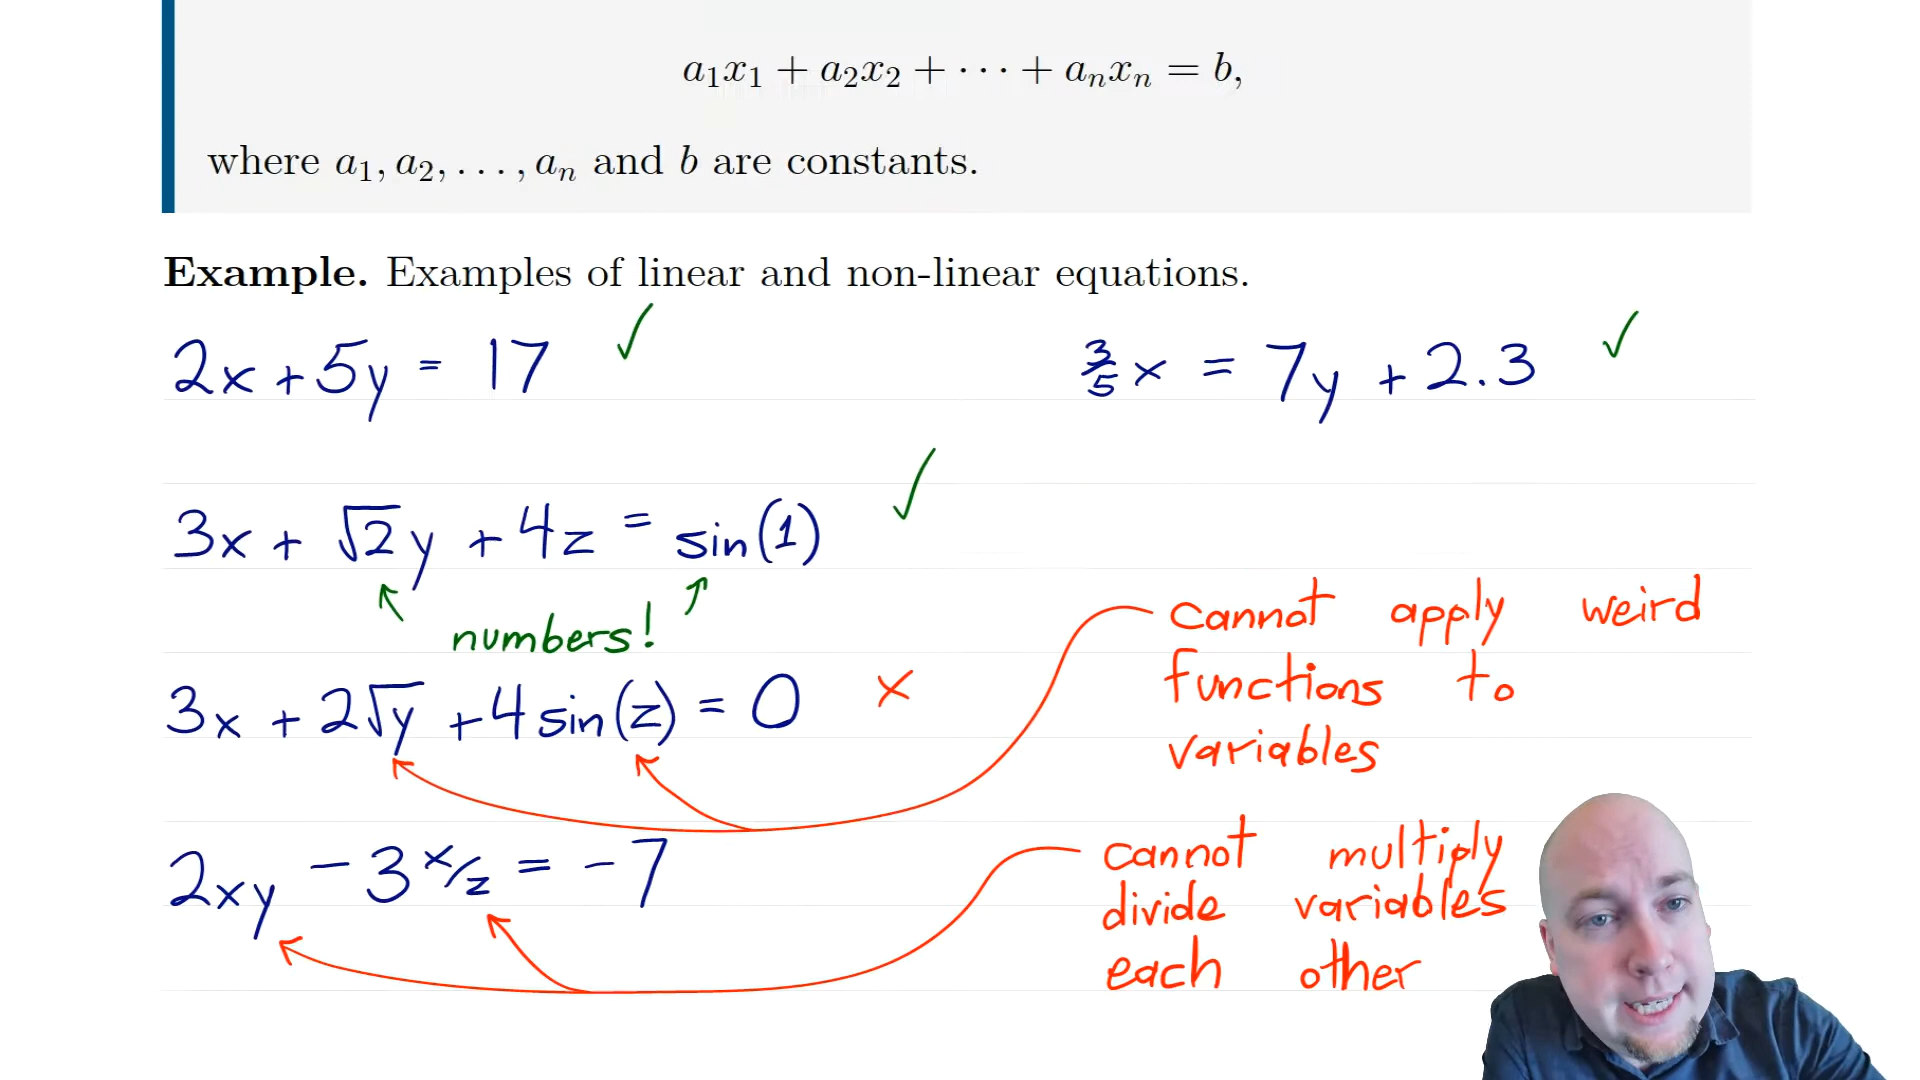 a₁x₁ + a₂x₂ + ··· + aₙxₙ = b,
where a₁, a₂, . . . , aₙ and b are constants.
Example. Examples of linear and non-linear equations.
2x + 5y = 17 ✓
3/5 x = 7y + 2.3 ✓
3x + √2 y + 4z = sin(1) ✓
numbers!
3x + 2√y + 4 sin(z) = 0 ×
cannot apply weird
functions to
variables
2xy - 3 x/z = -7
cannot multiply
divide variables
each other